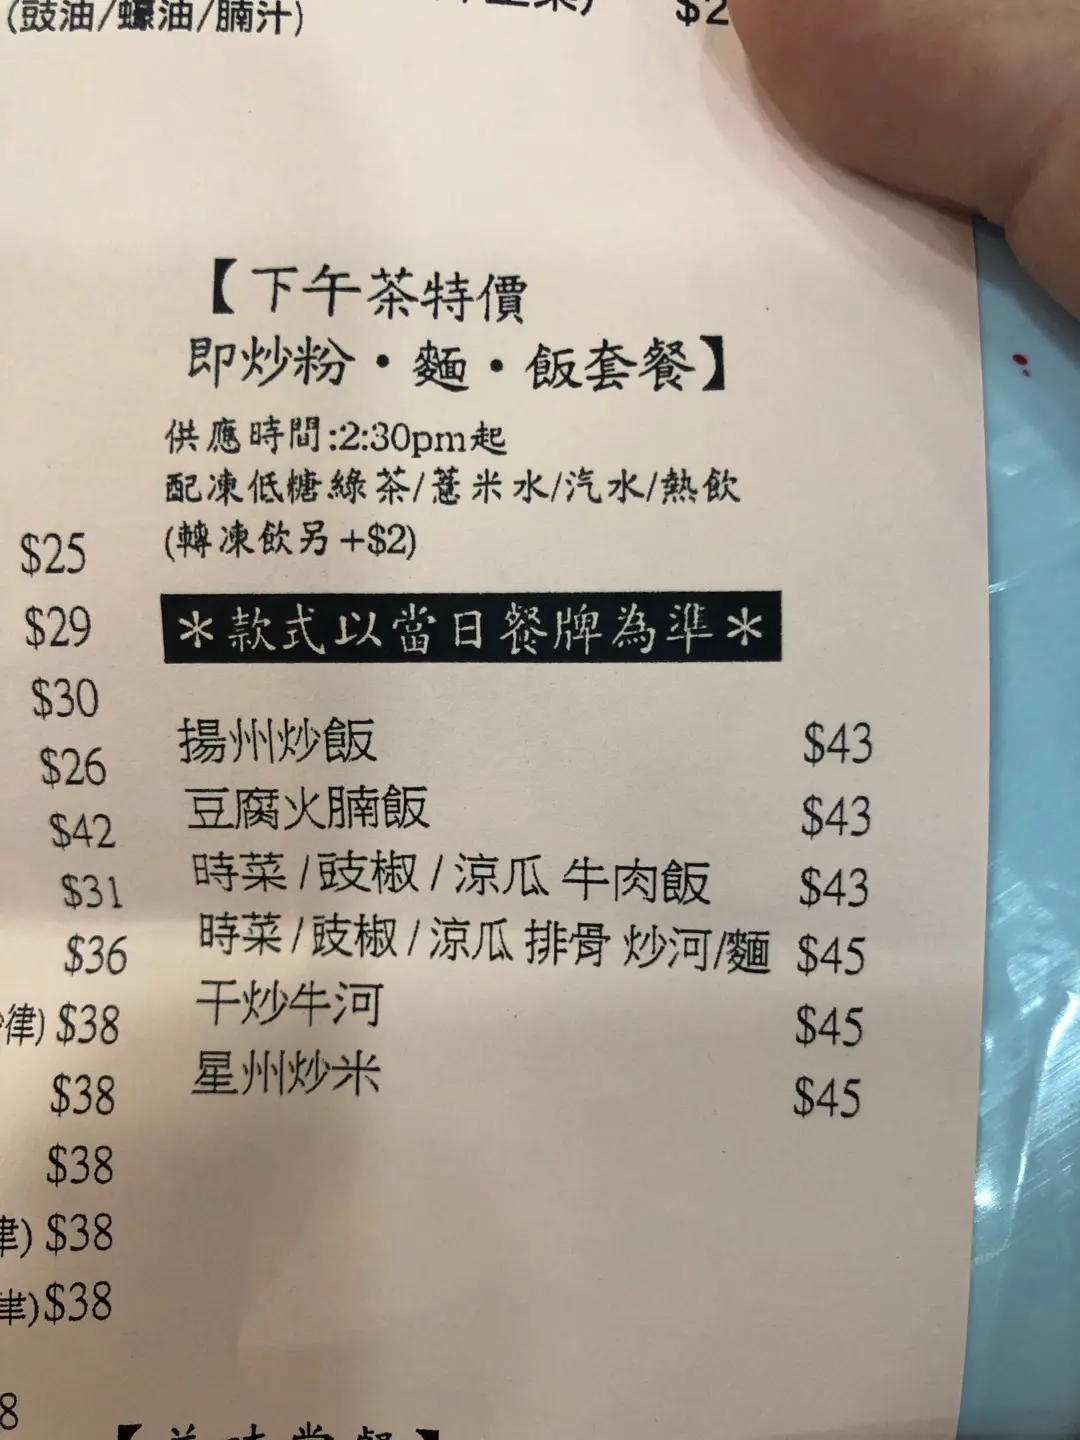 (豉油/蠔油/腩汁)
【下午茶特價
即炒粉・麵・飯套餐】
供應時間:2:30pm起
配凍低糖綠茶/薏米水/汽水/熱飲
(轉凍飲另+$2)
＊款式以當日餐牌為準＊
揚州炒飯 $43
豆腐火腩飯 $43
時菜/豉椒/涼瓜 牛肉飯 $43
時菜/豉椒/涼瓜 排骨 炒河/麵 $45
干炒牛河 $45
星州炒米 $45
$25
$29
$30
$26
$42
$31
$36
律) $38
$38
$38
律) $38
律)$38
8